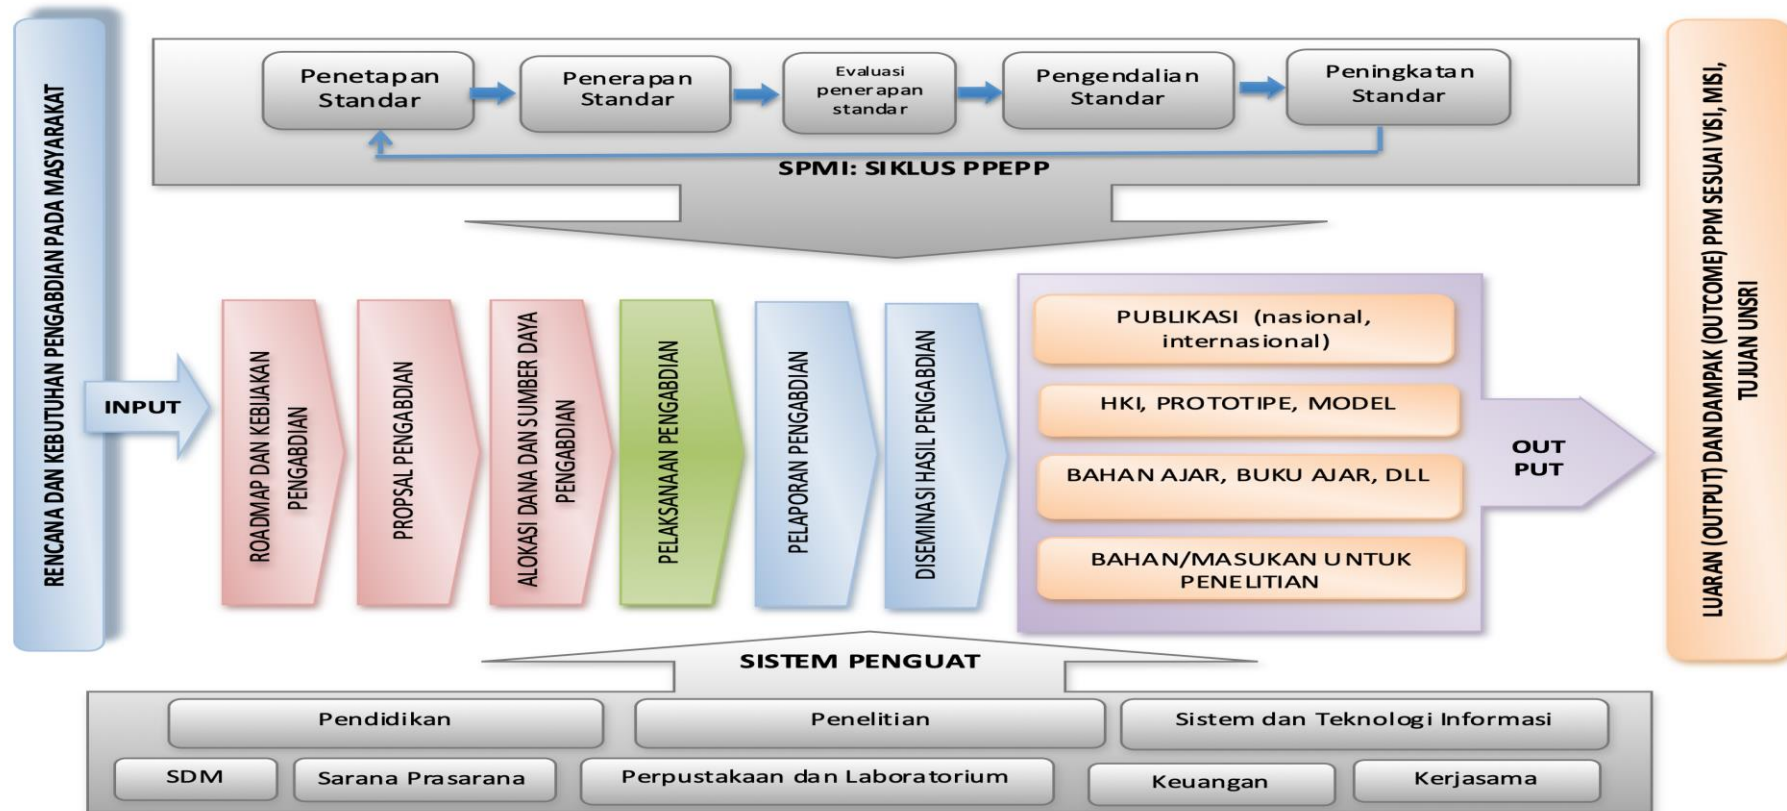 RENCANA DAN KEBUTUHAN PENGABDIAN PADA MASYARAKAT
Penetapan
Standar
Penerapan
Standar
Evaluasi
penerapan
standar
Pengendalian
Standar
Peningkatan
Standar
SPMI: SIKLUS PPEPP
INPUT
ROADMAP DAN KEBIJAKAN
PENGABDIAN
PROPSAL PENGABDIAN
ALOKASI DANA DAN SUMBER DAYA
PENGABDIAN
PELAKSANAAN PENGABDIAN
PELAPORAN PENGABDIAN
DISEMINASI HASIL PENGABDIAN
PUBLIKASI (nasional,
internasional)
HKI, PROTOTIPE, MODEL
BAHAN AJAR, BUKU AJAR, DLL
BAHAN/MASUKAN UNTUK
PENELITIAN
OUT
PUT
LUARAN (OUTPUT) DAN DAMPAK (OUTCOME) PPM SESUAI VISI, MISI,
TUJUAN UNSRI
SISTEM PENGUAT
Pendidikan
Penelitian
Sistem dan Teknologi Informasi
SDM
Sarana Prasarana
Perpustakaan dan Laboratorium
Keuangan
Kerjasama